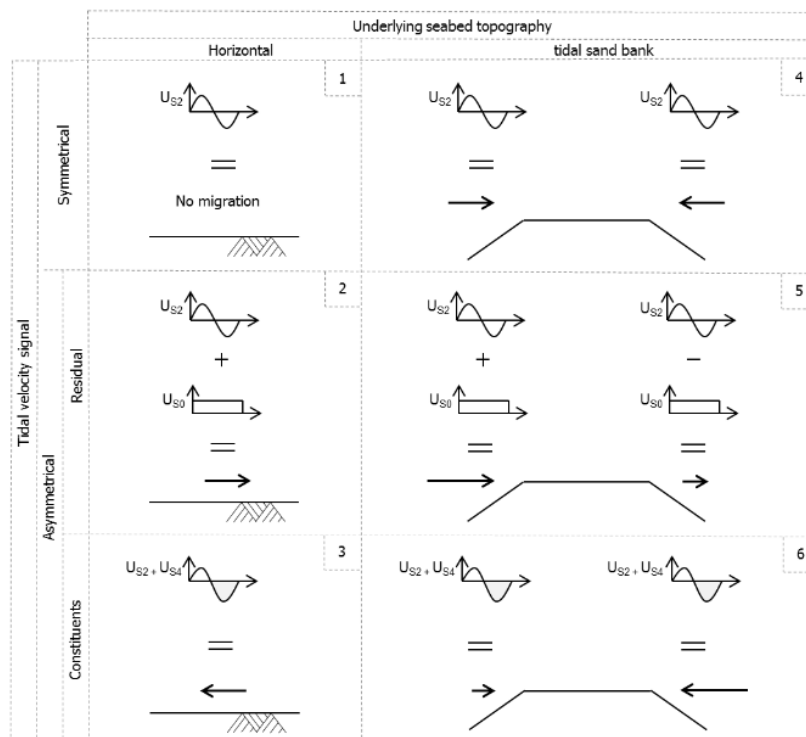 Underlying seabed topography
Horizontal
tidal sand bank
Tidal velocity signal
Symmetrical
1
U_S2
=
No migration
4
U_S2
U_S2
=
=
Asymmetrical
Residual
2
U_S2
+
U_S0
=
5
U_S2
U_S2
+
−
U_S0
U_S0
=
=
Constituents
3
U_S2 + U_S4
=
6
U_S2 + U_S4
U_S2 + U_S4
=
=